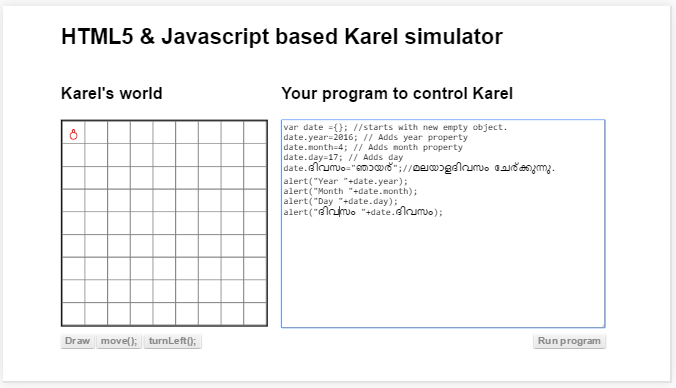 HTML5 & Javascript based Karel simulator
Karel's world
Your program to control Karel
var date ={}; //starts with new empty object.
date.year=2016; // Adds year property
date.month=4; // Adds month property
date.day=17; // Adds day
date.ദിവസം="ഞായര്";//മലയാളദിവസം ചേര്ക്കുന്നു.
alert("Year "+date.year);
alert("Month "+date.month);
alert("Day "+date.day);
alert("ദിവസം "+date.ദിവസം);
Draw move(); turnLeft(); Run program